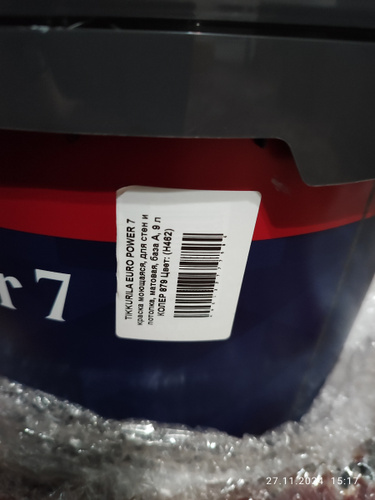 TIKKURILA EURO POWER 7
краска моющаяся, для стен и
потолка, матовая, база А, 9 л
КОЛЕР 879 Цвет: (H462)
r 7
27.11.2024 15:17